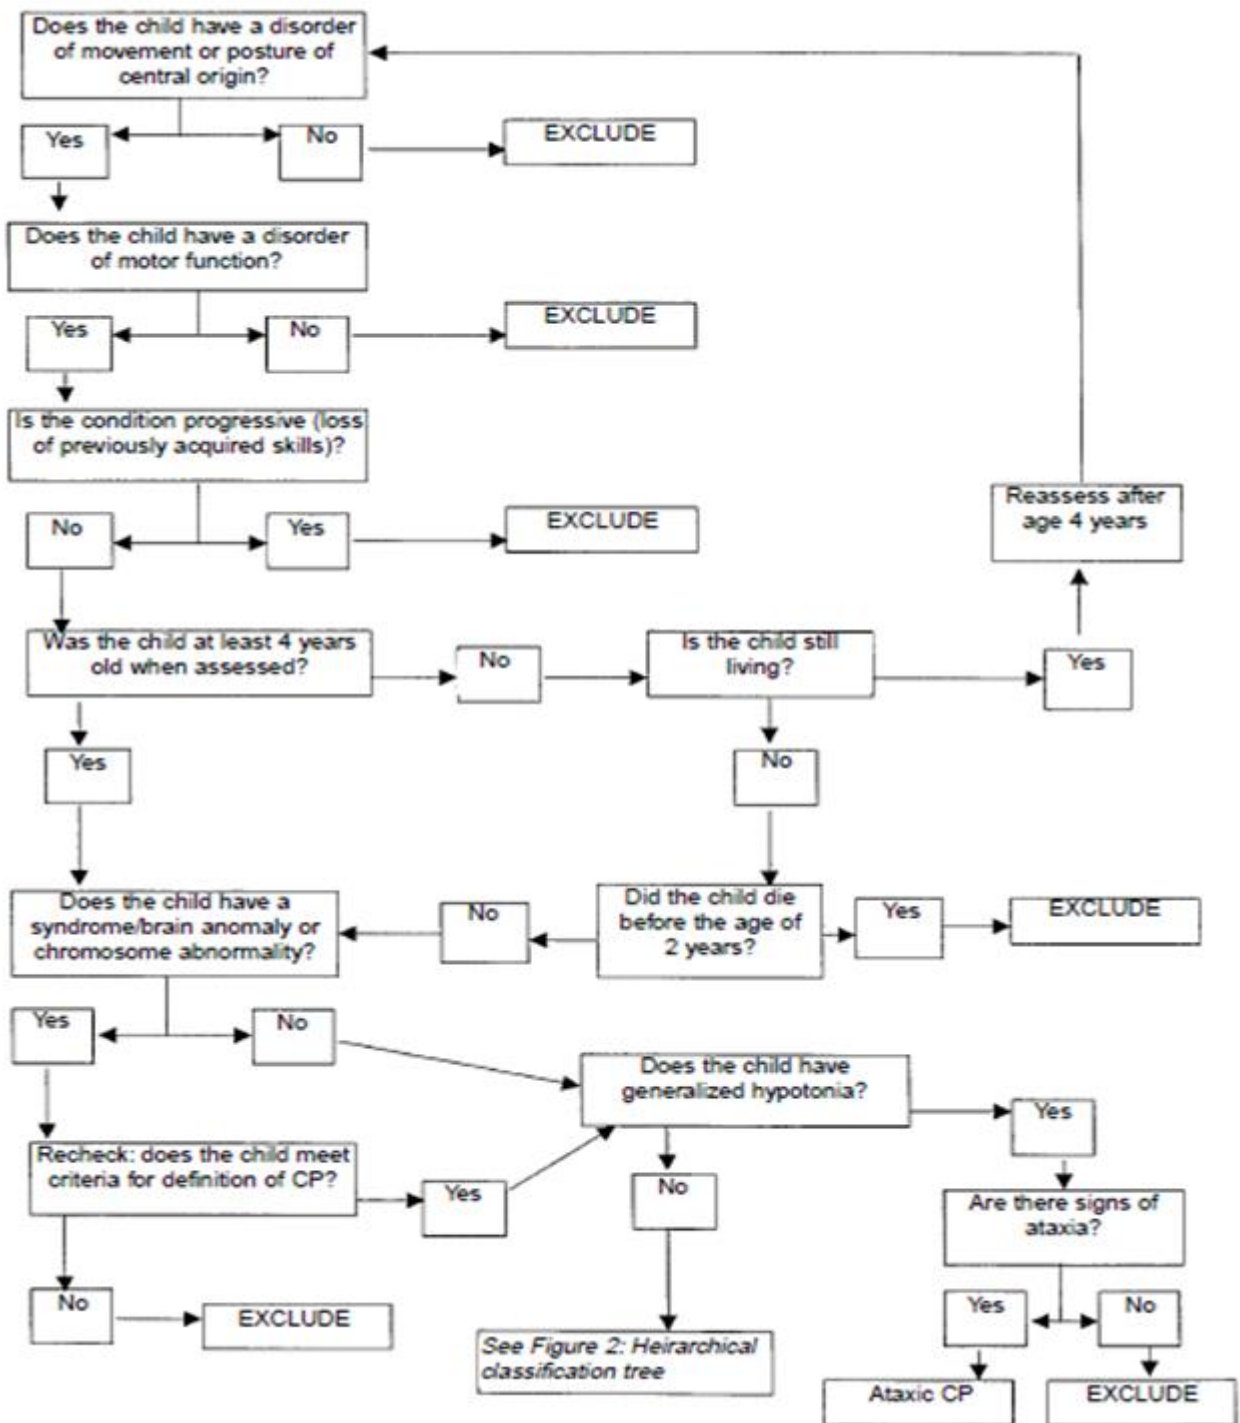 Does the child have a disorder
of movement or posture of
central origin?
Yes
No
EXCLUDE
Does the child have a disorder
of motor function?
Yes
No
EXCLUDE
Is the condition progressive (loss
of previously acquired skills)?
No
Yes
EXCLUDE
Reassess after
age 4 years
Was the child at least 4 years
old when assessed?
No
Is the child still
living?
Yes
Yes
No
Does the child have a
syndrome/brain anomaly or
chromosome abnormality?
No
Did the child die
before the age of
2 years?
Yes
EXCLUDE
Yes
No
Does the child have
generalized hypotonia?
Yes
Recheck: does the child meet
criteria for definition of CP?
Yes
No
Are there signs of
ataxia?
No
EXCLUDE
See Figure 2: Heirarchical
classification tree
Yes
No
Ataxic CP
EXCLUDE